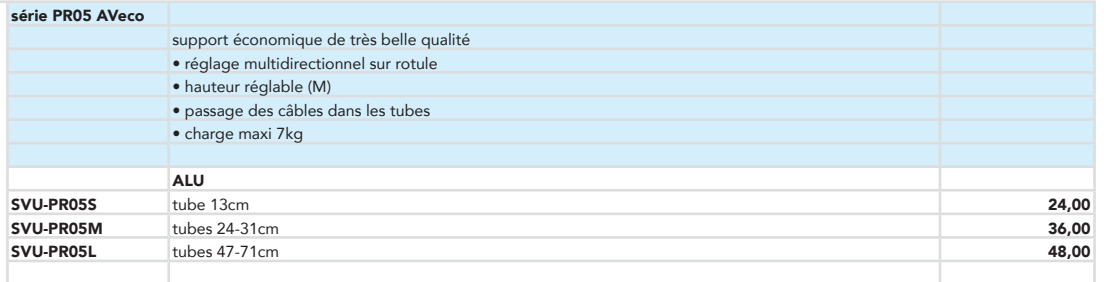 série PR05 AVeco
support économique de très belle qualité
• réglage multidirectionnel sur rotule
• hauteur réglable (M)
• passage des câbles dans les tubes
• charge maxi 7kg
ALU
SVU-PR05S tube 13cm 24,00
SVU-PR05M tubes 24-31cm 36,00
SVU-PR05L tubes 47-71cm 48,00